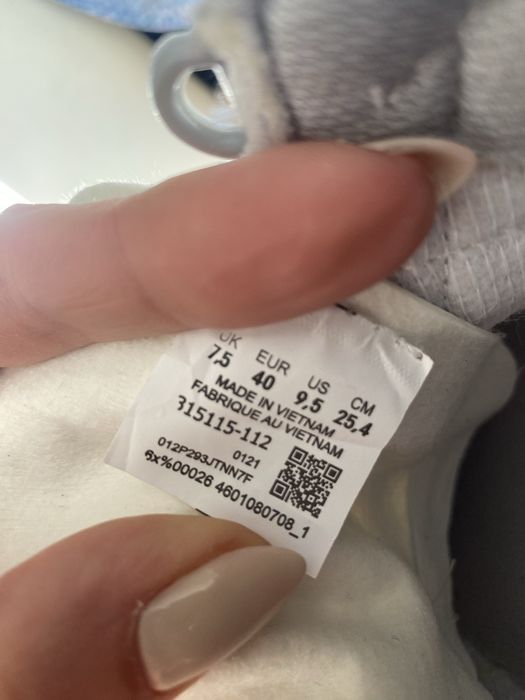 UK EUR US CM
7,5 40 9,5 25,4
MADE IN VIETNAM
FABRIQUE AU VIETNAM
315115-112
012P293JTNN7F 0121
6x%00026 4601080708_1